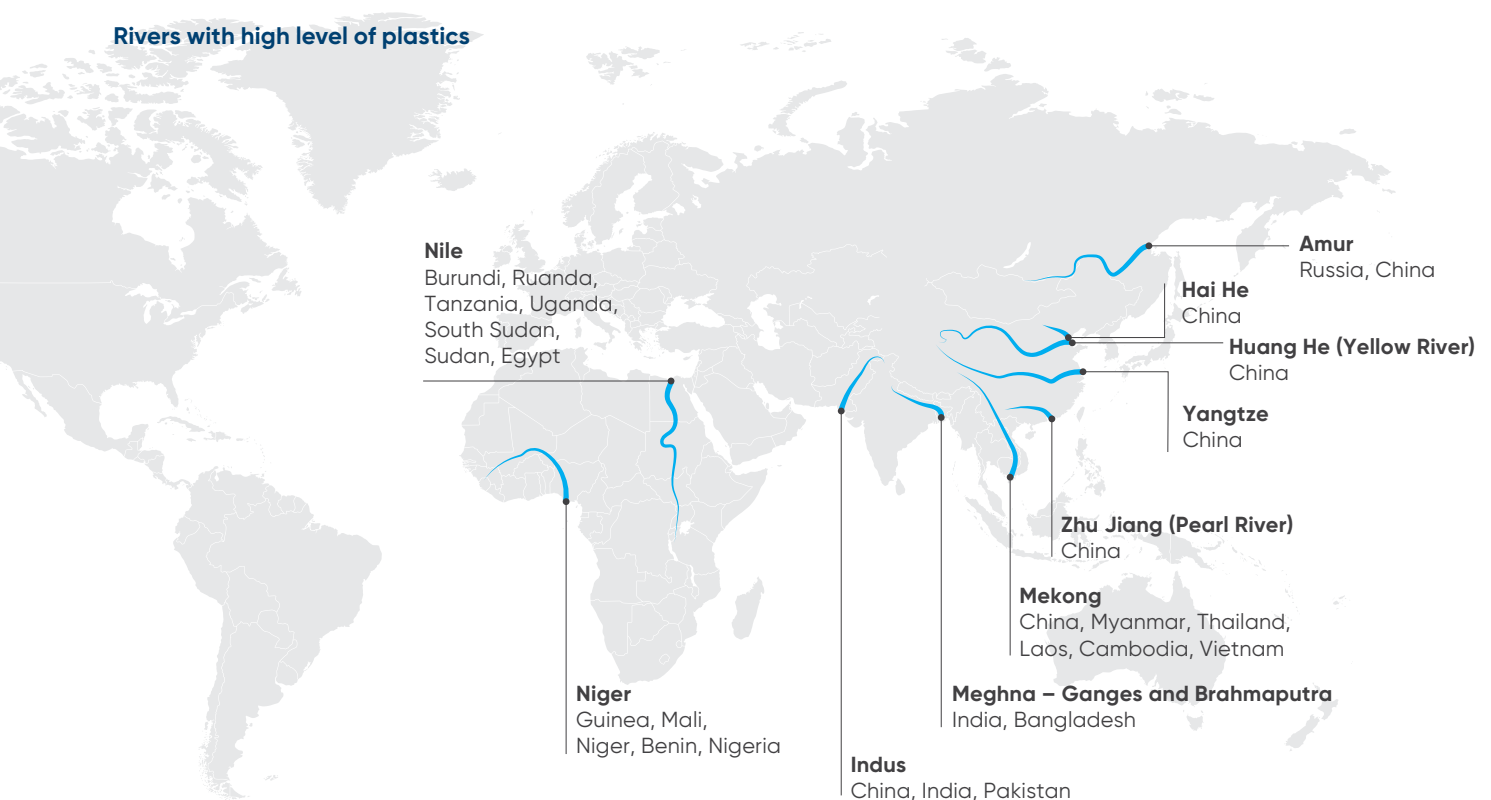 Rivers with high level of plastics
Nile
Burundi, Ruanda,
Tanzania, Uganda,
South Sudan,
Sudan, Egypt
Amur
Russia, China
Hai He
China
Huang He (Yellow River)
China
Yangtze
China
Zhu Jiang (Pearl River)
China
Mekong
China, Myanmar, Thailand,
Laos, Cambodia, Vietnam
Niger
Guinea, Mali,
Niger, Benin, Nigeria
Meghna – Ganges and Brahmaputra
India, Bangladesh
Indus
China, India, Pakistan